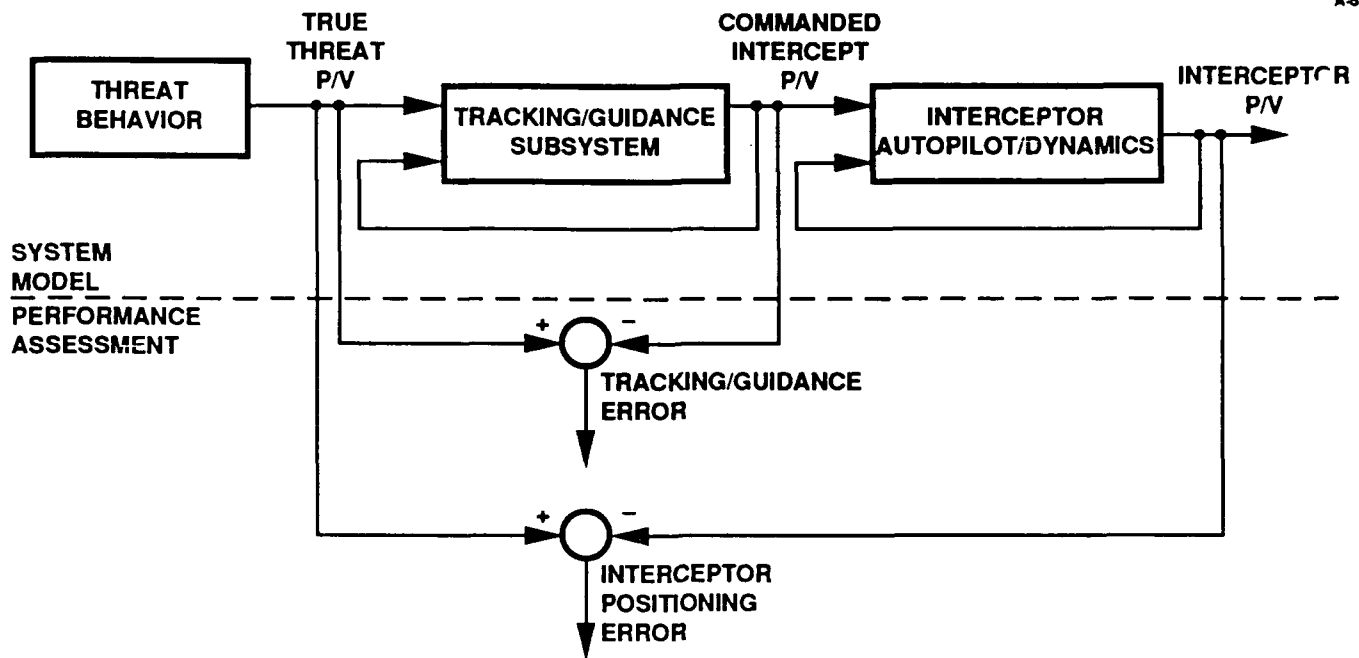 TRUE
THREAT
P/V
COMMANDED
INTERCEPT
P/V
INTERCEPTOR
P/V
THREAT
BEHAVIOR
TRACKING/GUIDANCE
SUBSYSTEM
INTERCEPTOR
AUTOPILOT/DYNAMICS
SYSTEM
MODEL
PERFORMANCE
ASSESSMENT
+
−
TRACKING/GUIDANCE
ERROR
+
−
INTERCEPTOR
POSITIONING
ERROR